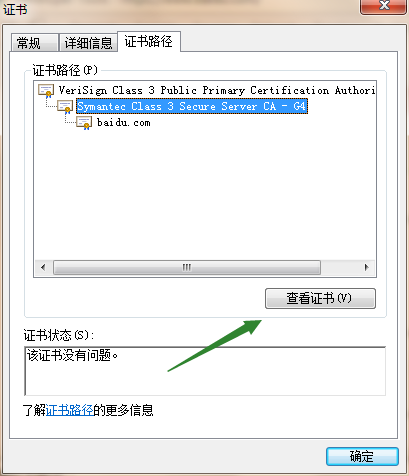 证书
常规 详细信息 证书路径
证书路径(P)
VeriSign Class 3 Public Primary Certification Authori
Symantec Class 3 Secure Server CA - G4
baidu.com
查看证书(V)
证书状态(S):
该证书没有问题。
了解证书路径的更多信息
确定